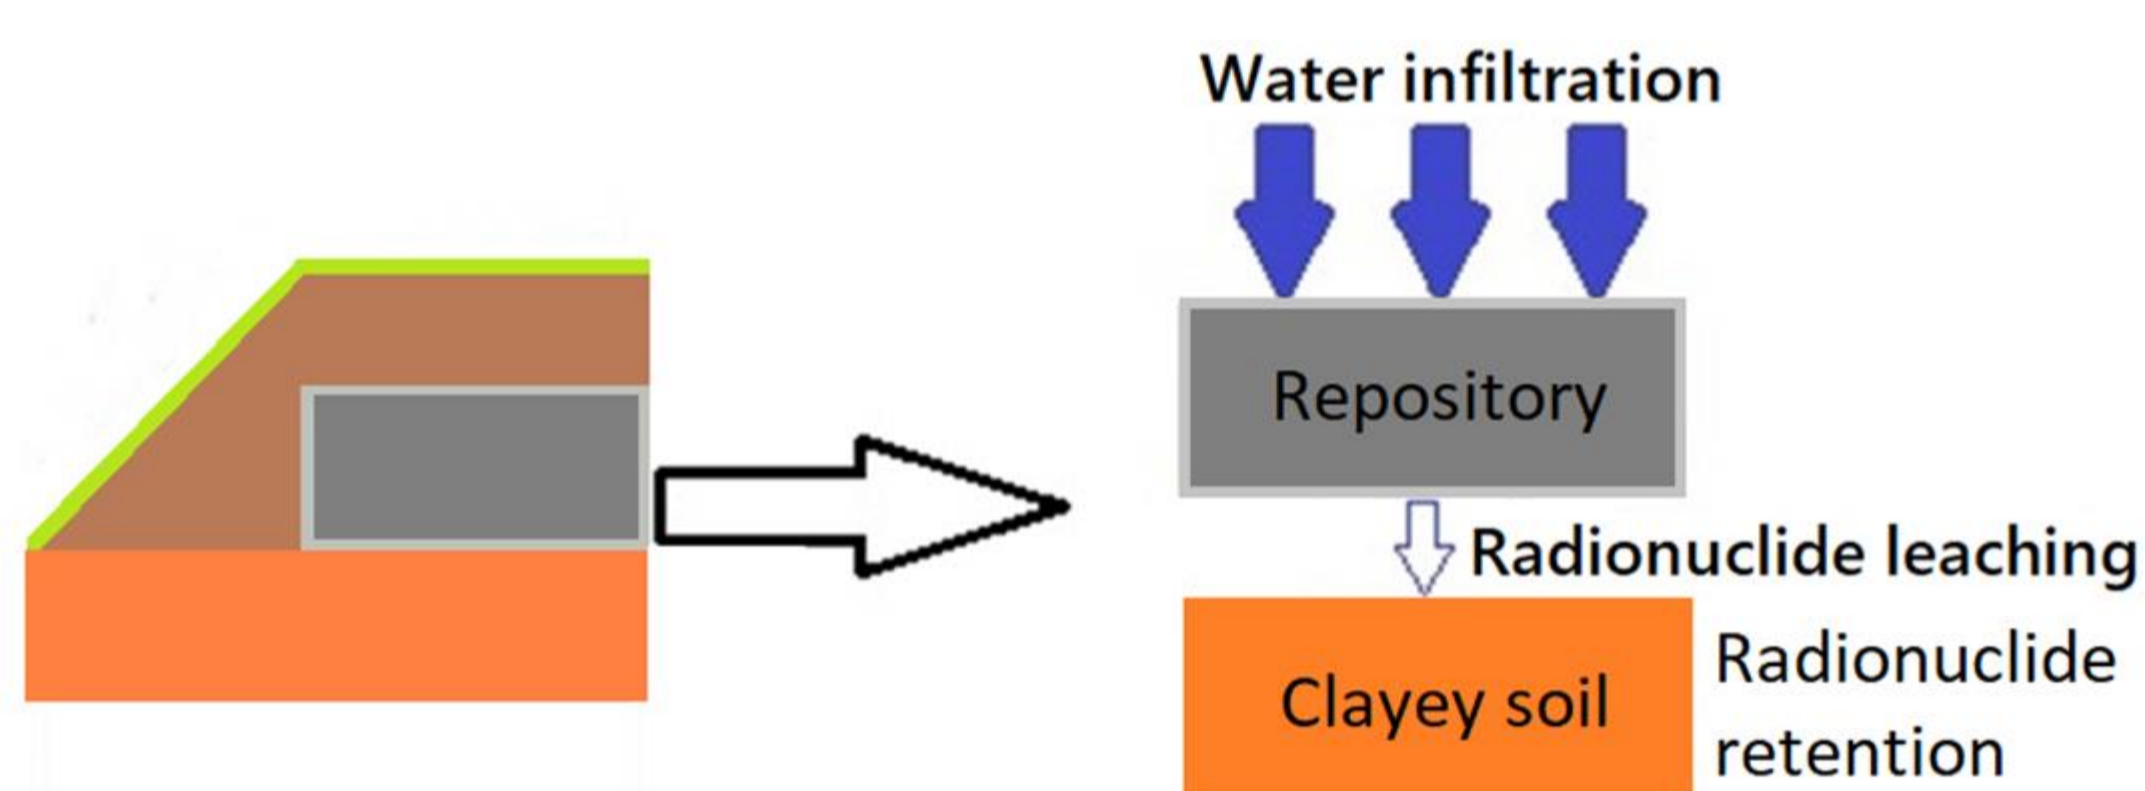 Water infiltration
Repository
Radionuclide leaching
Clayey soil
Radionuclide
retention